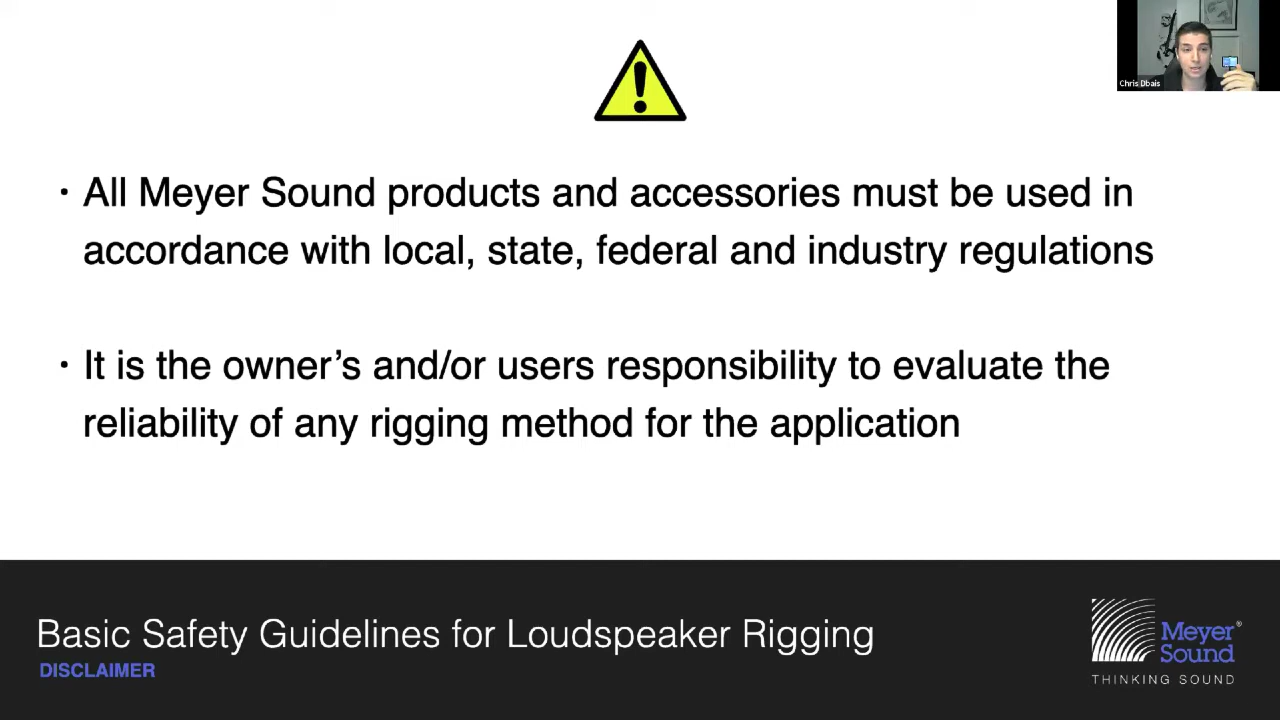 Chris Dbais
· All Meyer Sound products and accessories must be used in
accordance with local, state, federal and industry regulations
· It is the owner’s and/or users responsibility to evaluate the
reliability of any rigging method for the application
Basic Safety Guidelines for Loudspeaker Rigging
DISCLAIMER
Meyer
Sound®
THINKING SOUND